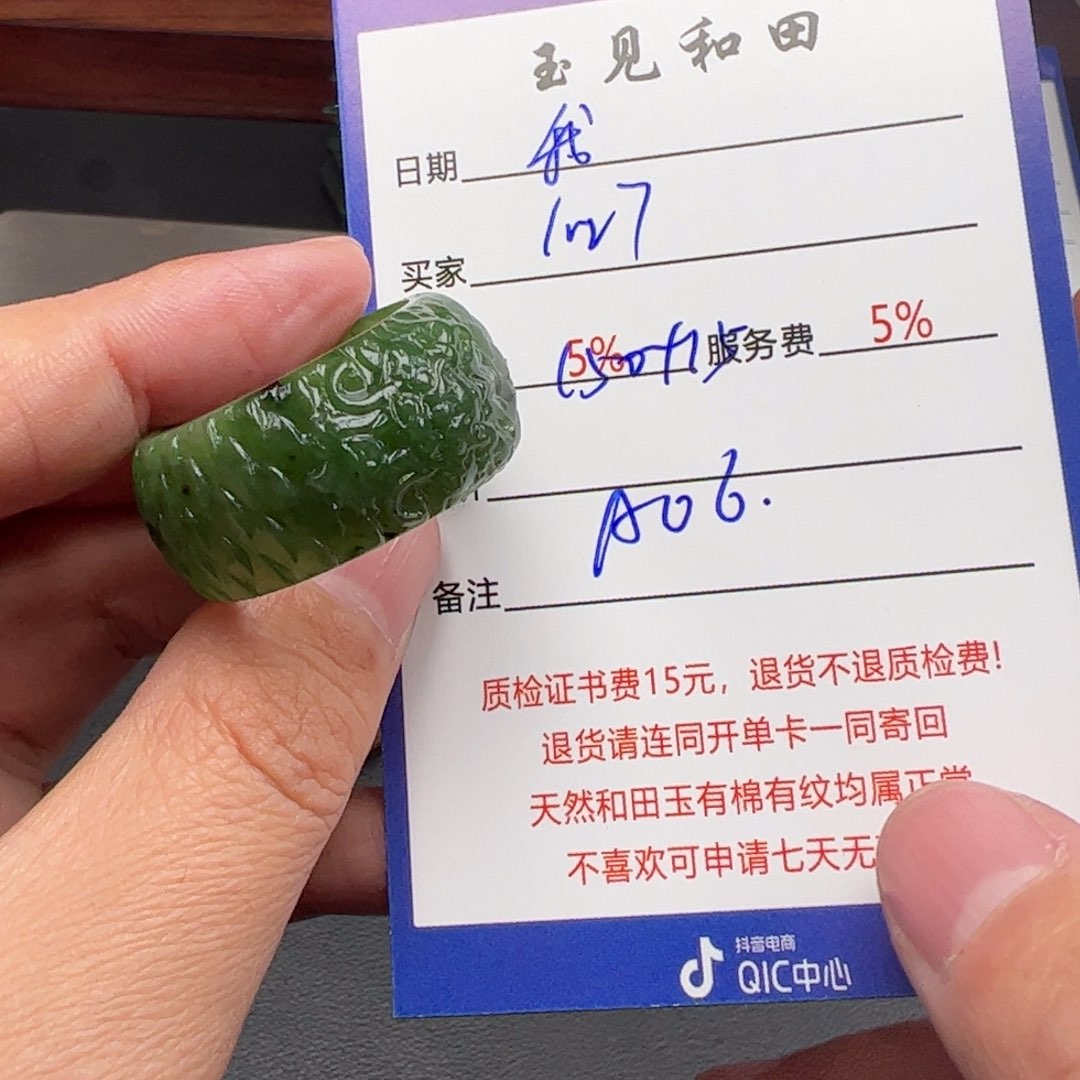 玉见和田
日期
买家
5% 服务费 5%
A06.
备注
质检证书费15元，退货不退质检费！
退货请连同开单卡一同寄回
天然和田玉有棉有纹均属正常
不喜欢可申请七天无
抖音电商
QIC中心